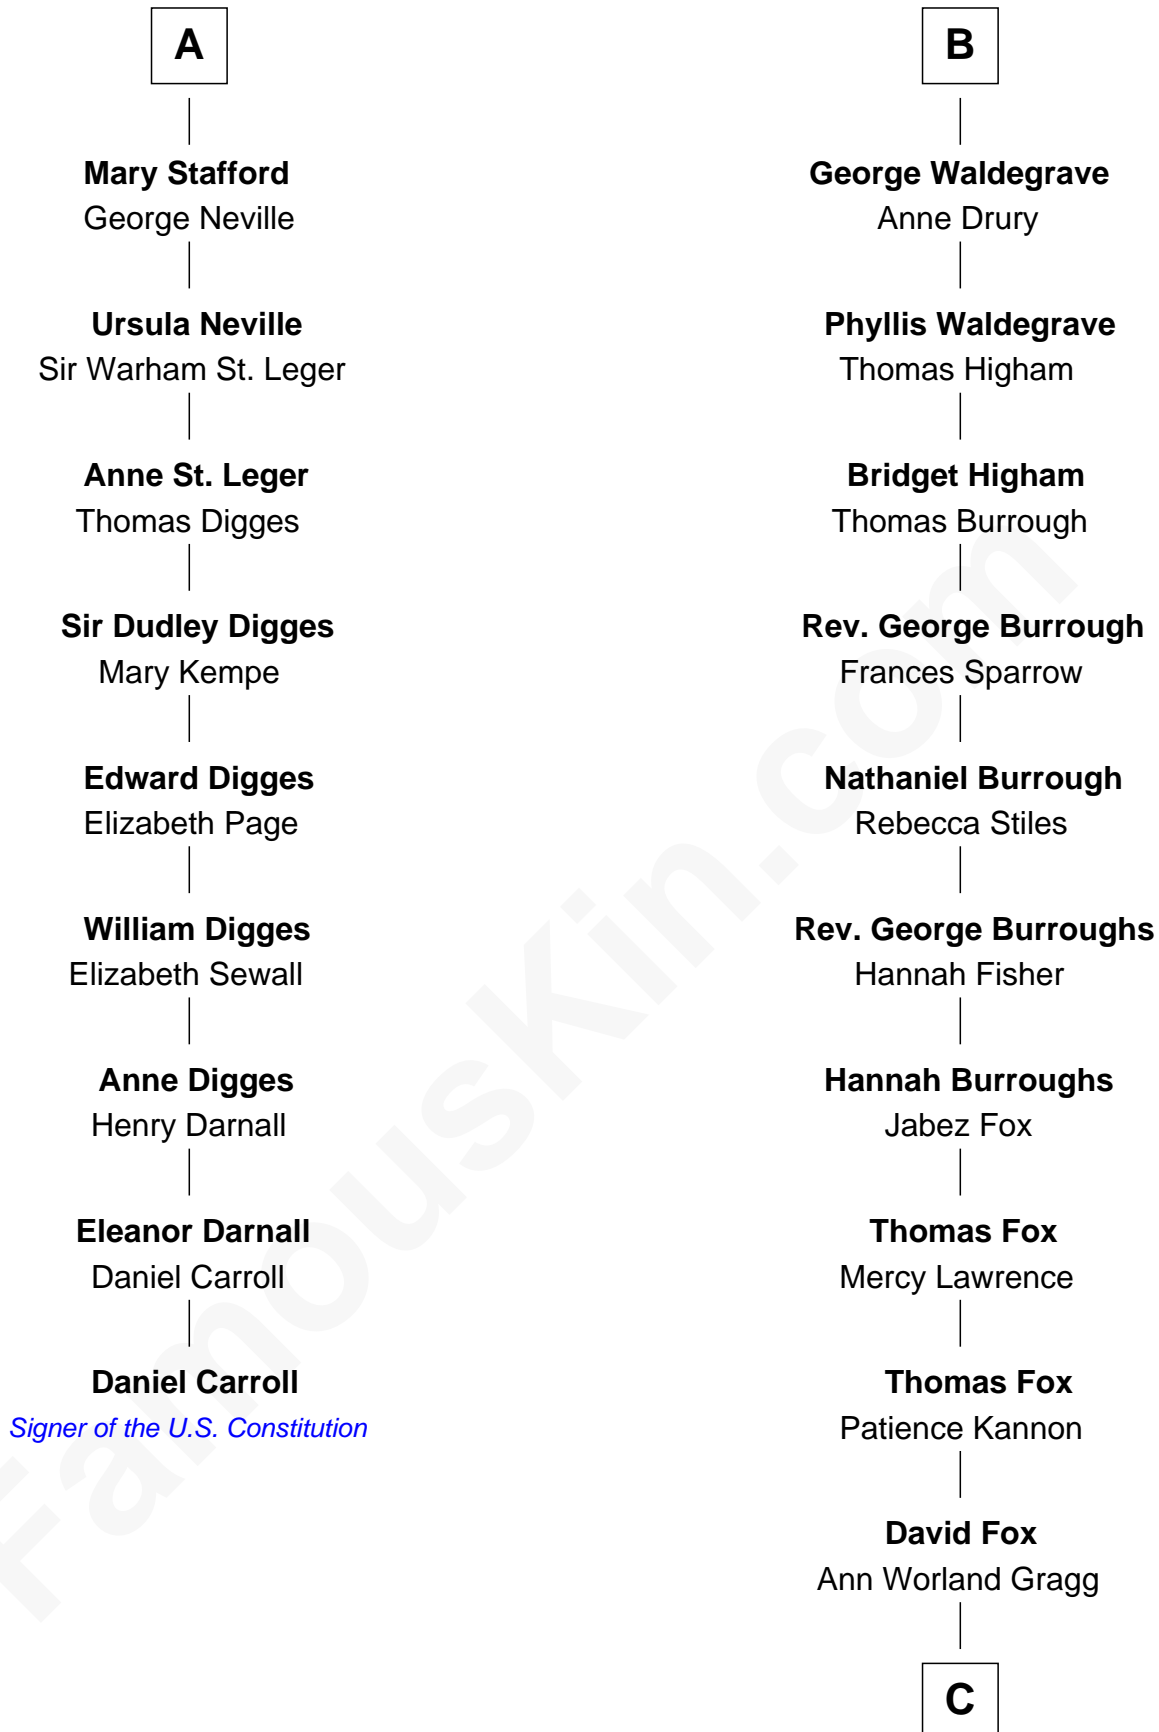 A
Mary Stafford
George Neville
Ursula Neville
Sir Warham St. Leger
Anne St. Leger
Thomas Digges
Sir Dudley Digges
Mary Kempe
Edward Digges
Elizabeth Page
William Digges
Elizabeth Sewall
Anne Digges
Henry Darnall
Eleanor Darnall
Daniel Carroll
Daniel Carroll
Signer of the U.S. Constitution
B
George Waldegrave
Anne Drury
Phyllis Waldegrave
Thomas Higham
Bridget Higham
Thomas Burrough
Rev. George Burrough
Frances Sparrow
Nathaniel Burrough
Rebecca Stiles
Rev. George Burroughs
Hannah Fisher
Hannah Burroughs
Jabez Fox
Thomas Fox
Mercy Lawrence
Thomas Fox
Patience Kannon
David Fox
Ann Worland Gragg
C
FamousKin.com